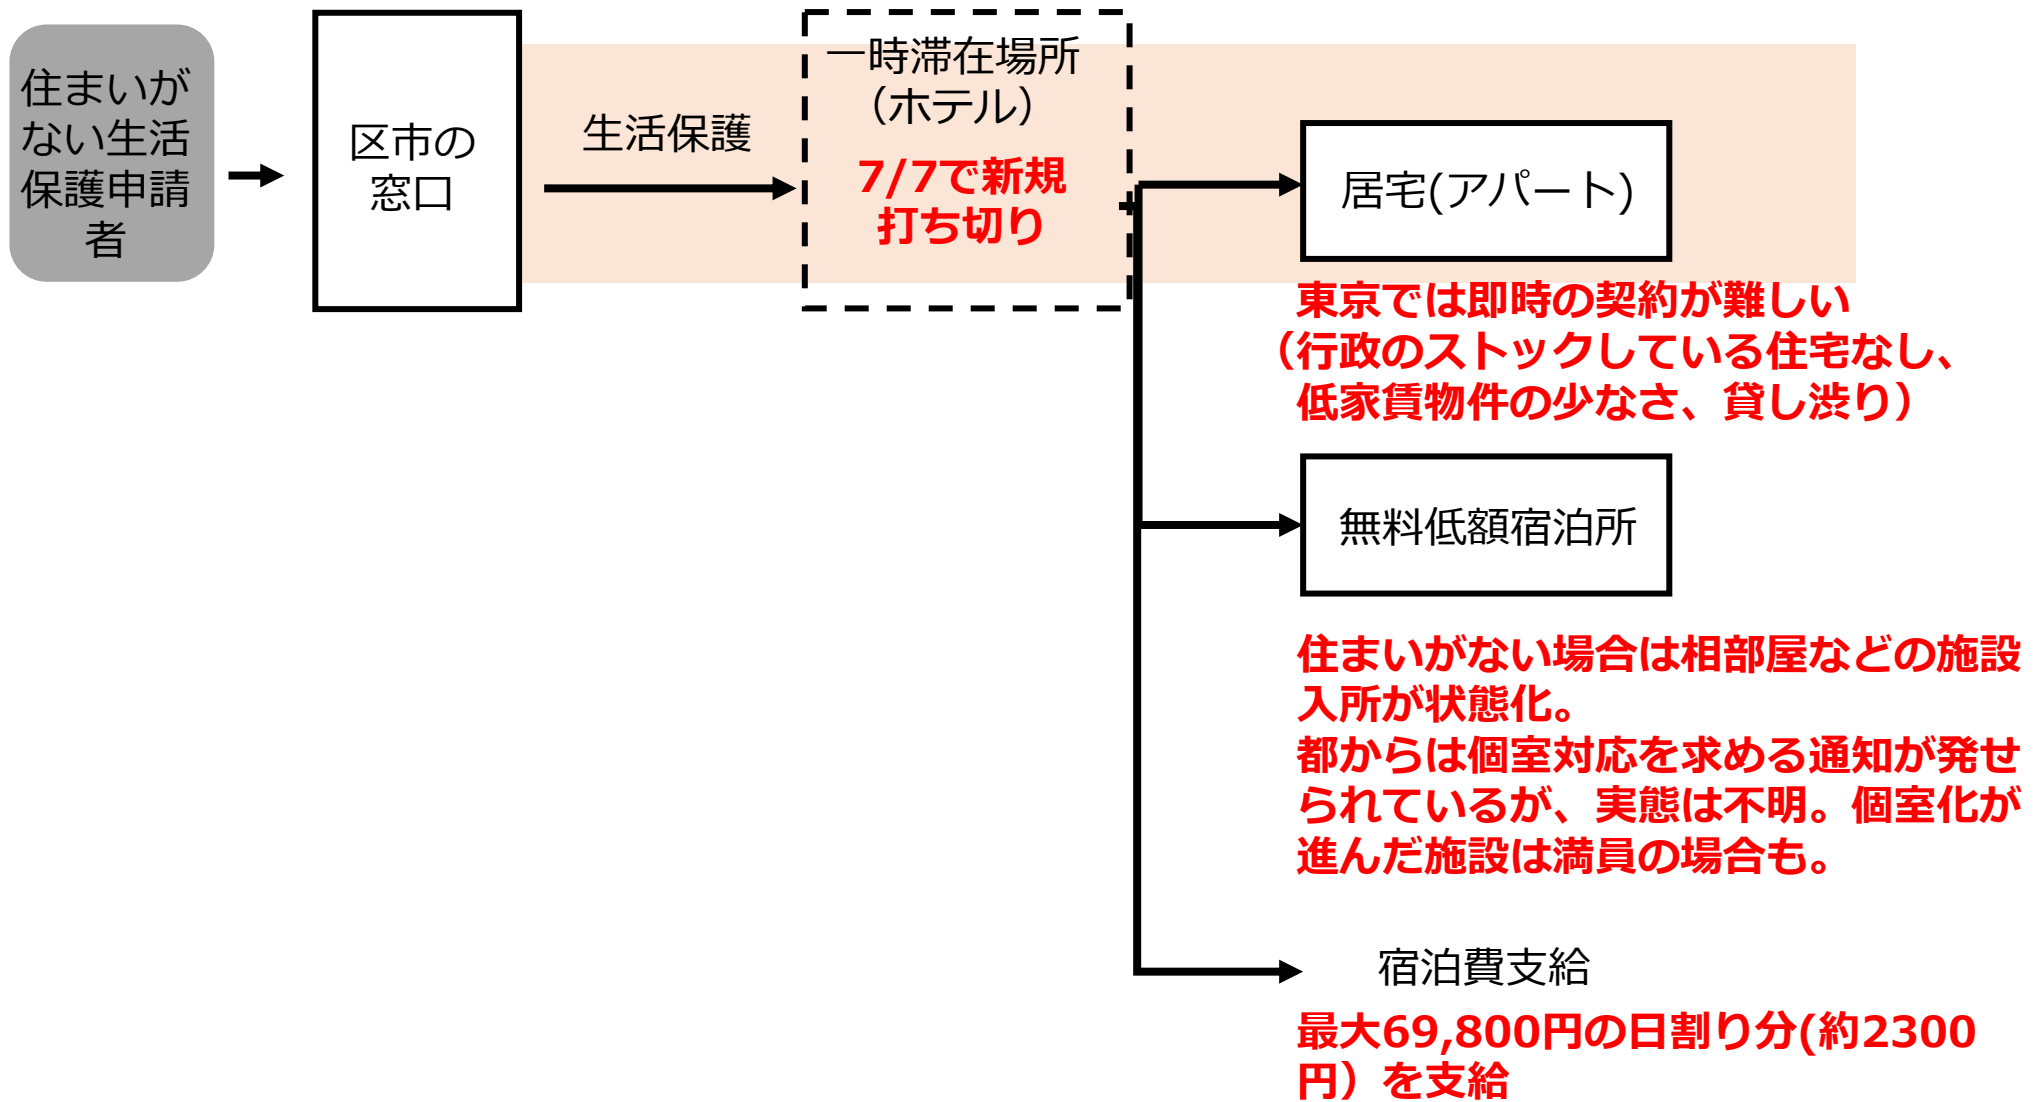 住まいが
ない生活
保護申請
者
区市の
窓口
生活保護
一時滞在場所
（ホテル）
7/7で新規
打ち切り
居宅(アパート)
東京では即時の契約が難しい
（行政のストックしている住宅なし、
低家賃物件の少なさ、貸し渋り）
無料低額宿泊所
住まいがない場合は相部屋などの施設
入所が状態化。
都からは個室対応を求める通知が発せ
られているが、実態は不明。個室化が
進んだ施設は満員の場合も。
宿泊費支給
最大69,800円の日割り分(約2300
円）を支給